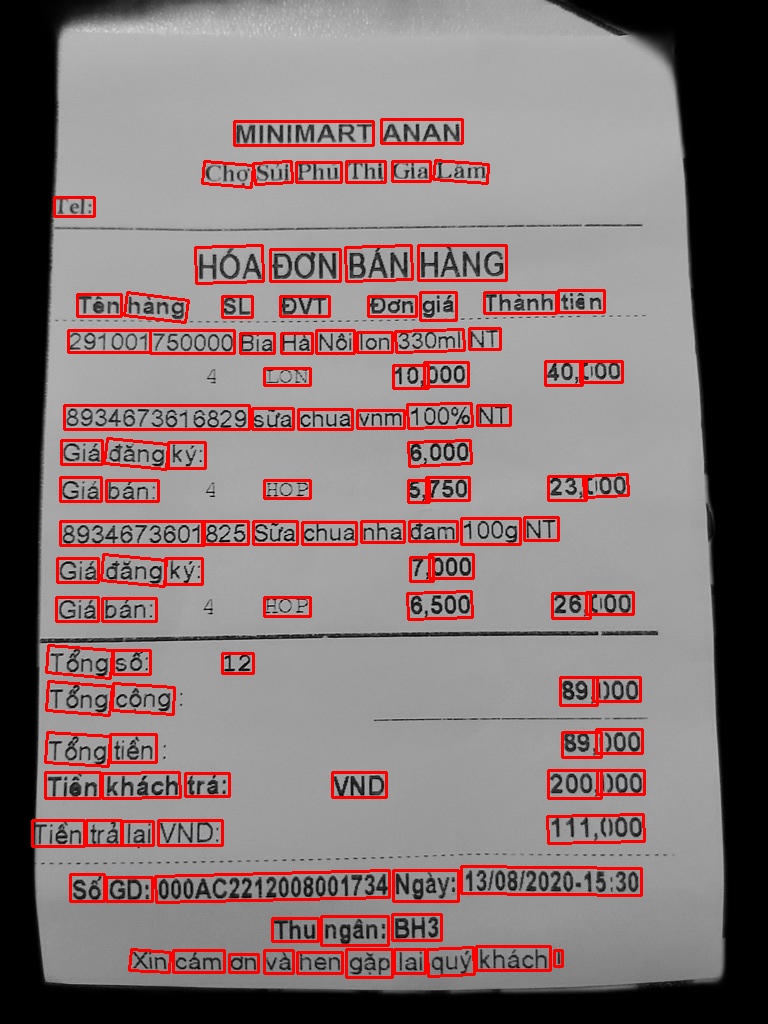 MINIMART ANAN
Chợ Sủi Phú Thị Gia Lâm
Tel:
HÓA ĐƠN BÁN HÀNG
Tên hàng SL ĐVT Đơn giá Thành tiền
291001750000 Bia Hà Nội lon 330ml NT
4 LON 10,000 40,000
8934673616829 sữa chua vnm 100% NT
Giá đăng ký: 6,000
Giá bán: 4 HOP 5,750 23,000
8934673601825 Sữa chua nha đam 100g NT
Giá đăng ký: 7,000
Giá bán: 4 HOP 6,500 26,000
Tổng số: 12
Tổng cộng : 89,000
Tổng tiền : 89,000
Tiền khách trả: VND 200,000
Tiền trả lại VND: 111,000
Số GD: 000AC2212008001734 Ngày: 13/08/2020-15:30
Thu ngân: BH3
Xin cám ơn và hẹn gặp lại quý khách !